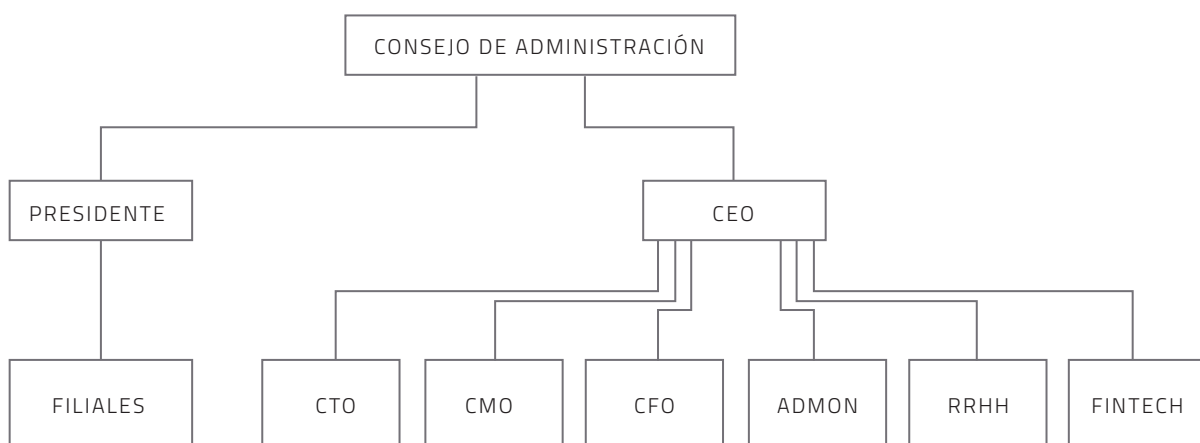 CONSEJO DE ADMINISTRACIÓN
PRESIDENTE
CEO
FILIALES
CTO
CMO
CFO
ADMON
RRHH
FINTECH